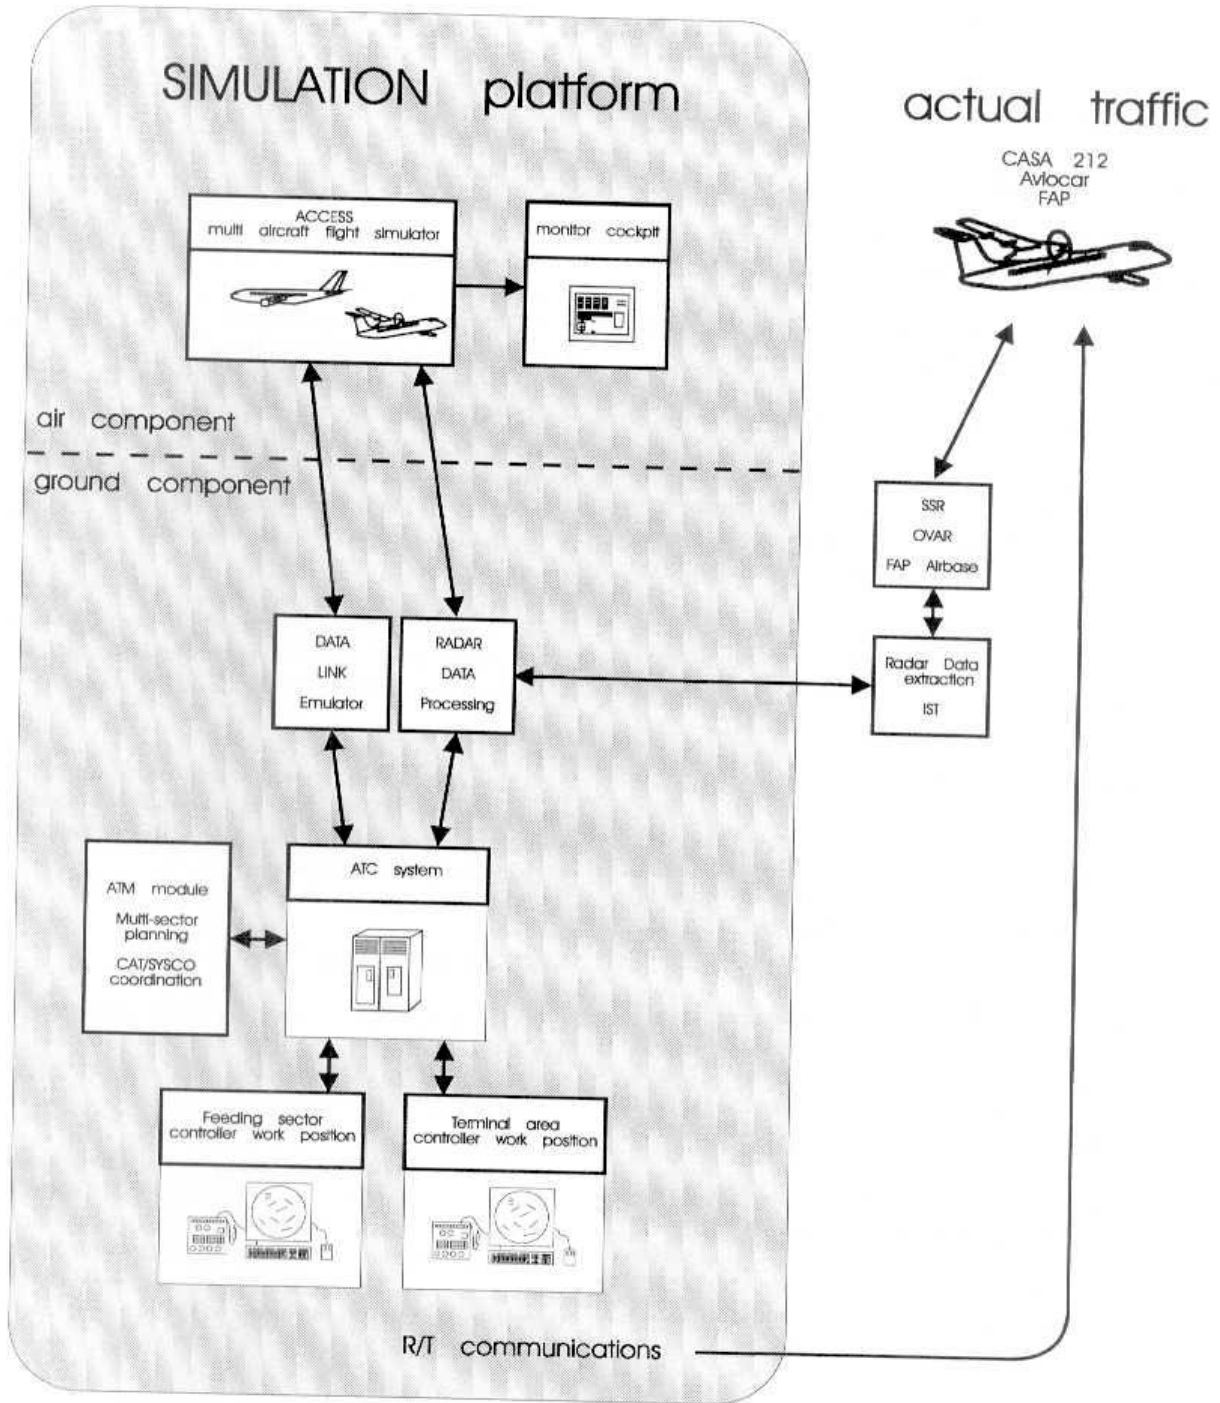 SIMULATION platform
actual traffic
CASA 212
Aviocar
FAP
ACCESS
multi aircraft flight simulator
monitor cockpit
air component
ground component
SSR
OVAR
FAP Airbase
DATA
LINK
Emulator
RADAR
DATA
Processing
Radar Data
extraction
IST
ATC system
ATM module
Multi-sector
planning
CAT/SYSCO
coordination
Feeding sector
controller work position
Terminal area
controller work position
R/T communications